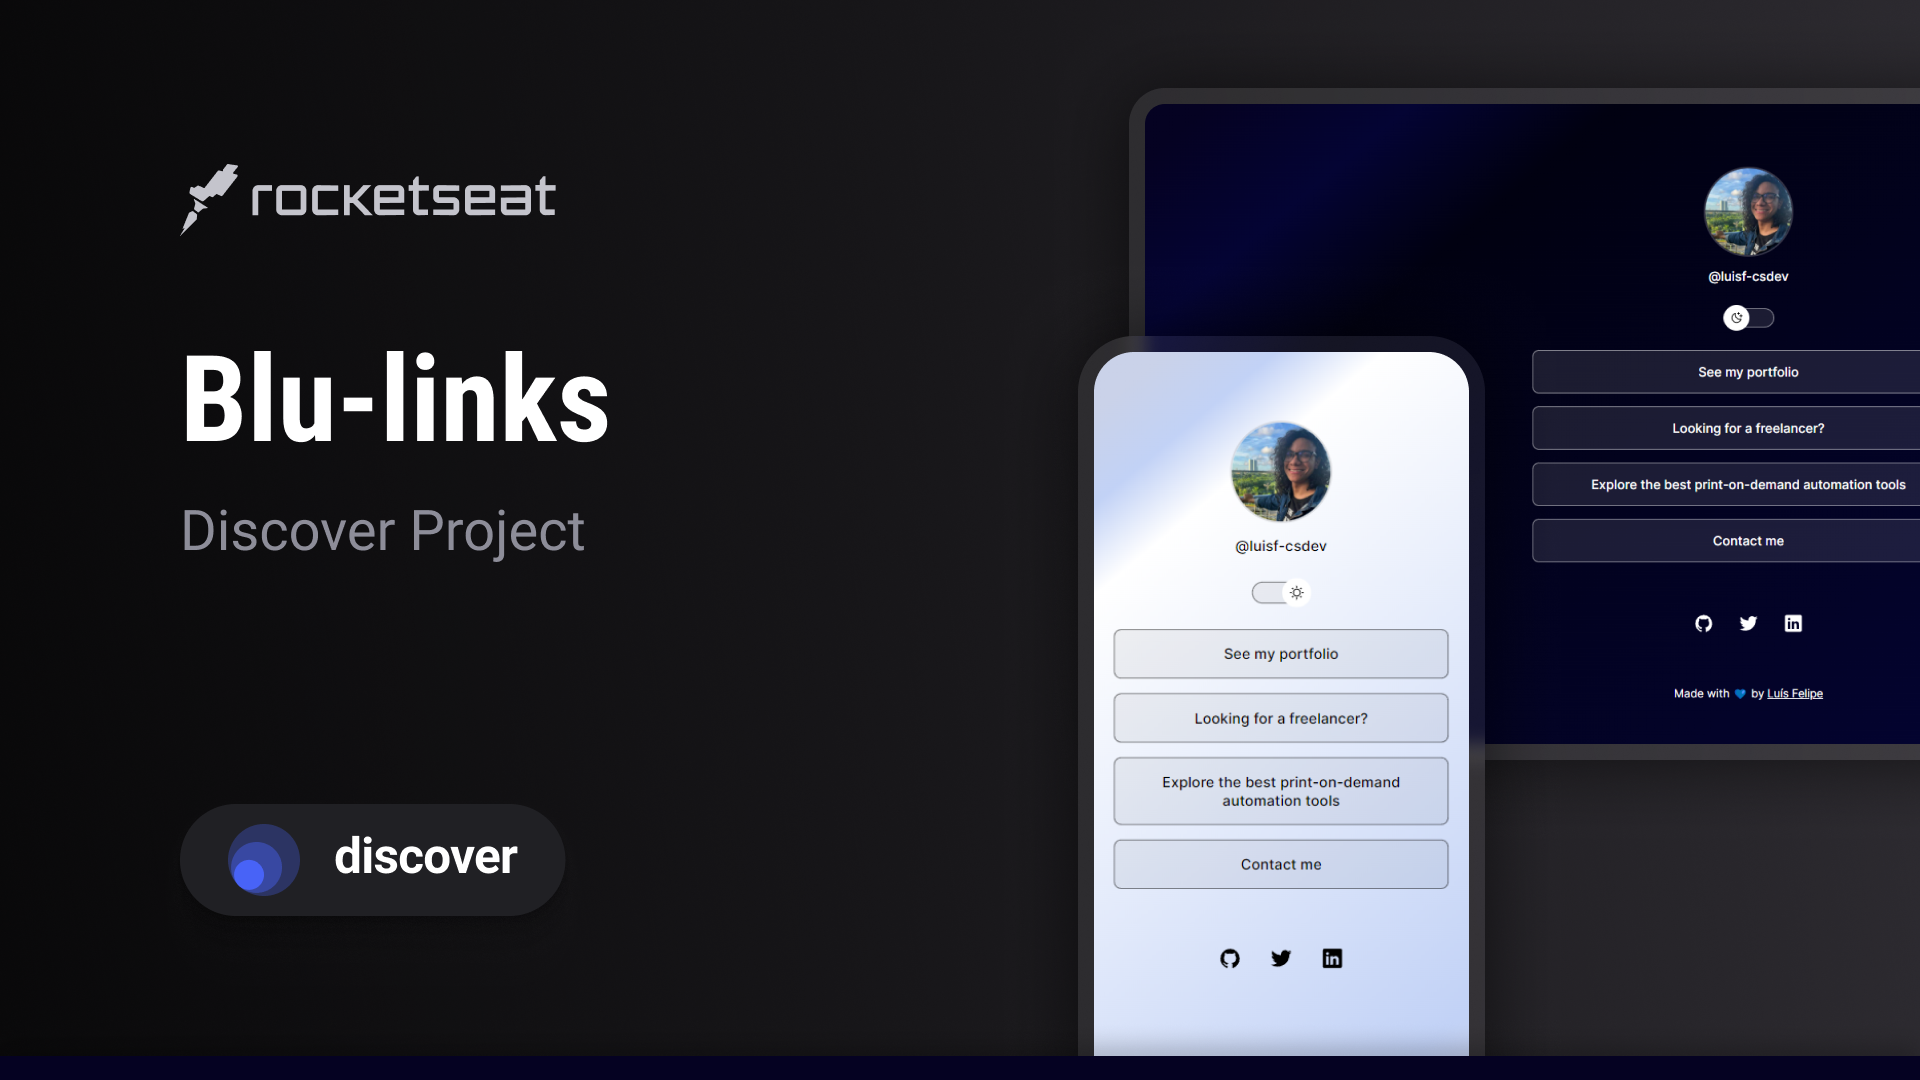 rocketseat
Blu-links
Discover Project
discover
@luisf-csdev
See my portfolio
Looking for a freelancer?
Explore the best print-on-demand
automation tools
Contact me
in
@luisf-csdev
See my portfolio
Looking for a freelancer?
Explore the best print-on-demand automation tools
Contact me
in
Made with 💙 by Luís Felipe